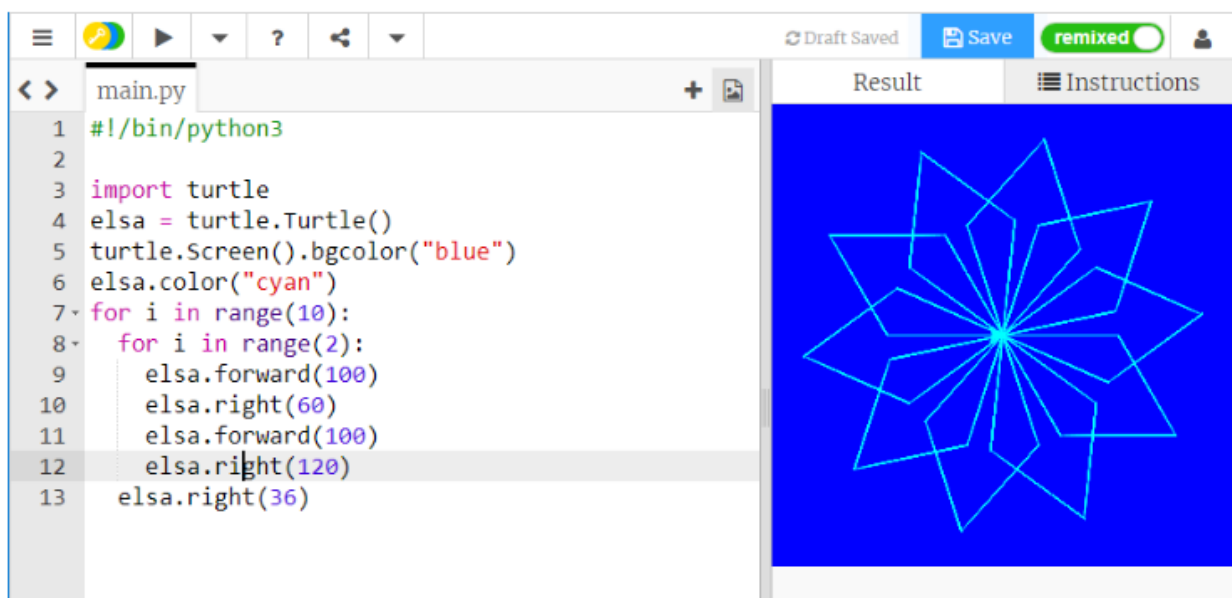 ? Draft Saved Save remixed
main.py + Result Instructions
1 #!/bin/python3
2
3 import turtle
4 elsa = turtle.Turtle()
5 turtle.Screen().bgcolor("blue")
6 elsa.color("cyan")
7 for i in range(10):
8   for i in range(2):
9     elsa.forward(100)
10     elsa.right(60)
11     elsa.forward(100)
12     elsa.right(120)
13   elsa.right(36)